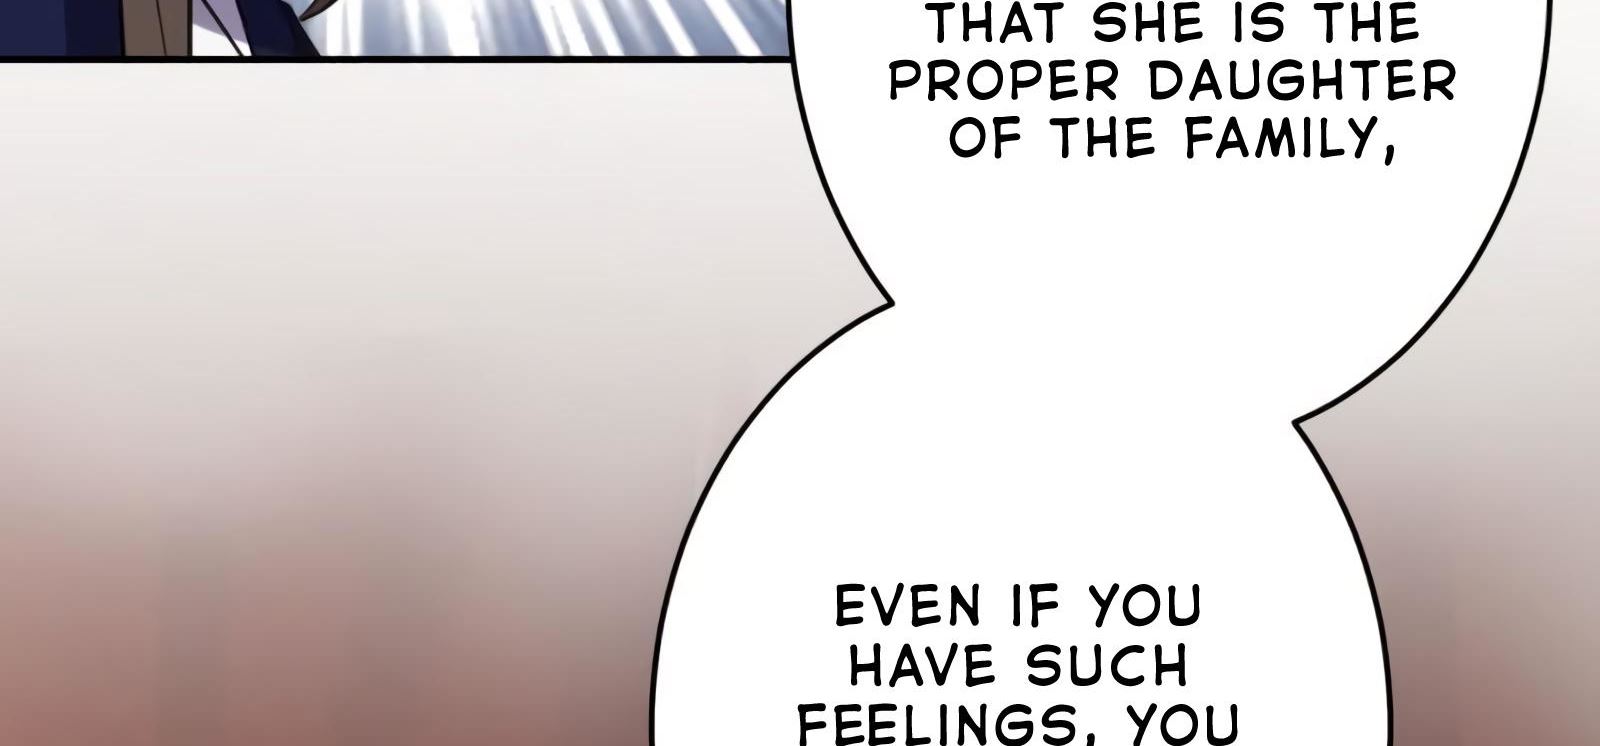 THAT SHE IS THE
PROPER DAUGHTER
OF THE FAMILY,
EVEN IF YOU
HAVE SUCH
FEELINGS, YOU